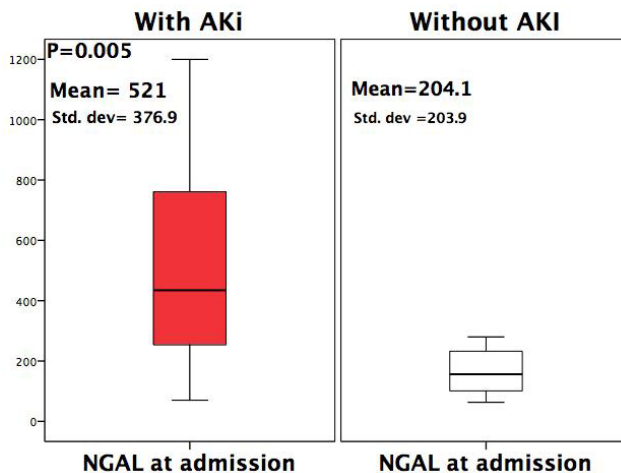 With AKi
Without AKI
P=0.005
Mean= 521
Std. dev= 376.9
Mean=204.1
Std. dev =203.9
1200
1000
800
600
400
200
0
NGAL at admission
NGAL at admission